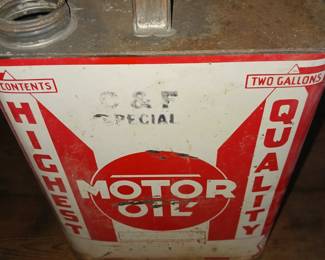 CONTENTS
TWO GALLONS
C & F
SPECIAL
HIGHEST
QUALITY
MOTOR
OIL